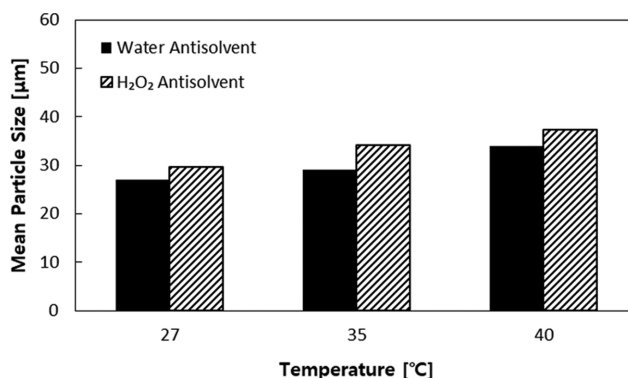 60
50
40
30
20
10
0
Mean Particle Size [µm]
Water Antisolvent
H₂O₂ Antisolvent
27 35 40
Temperature [℃]